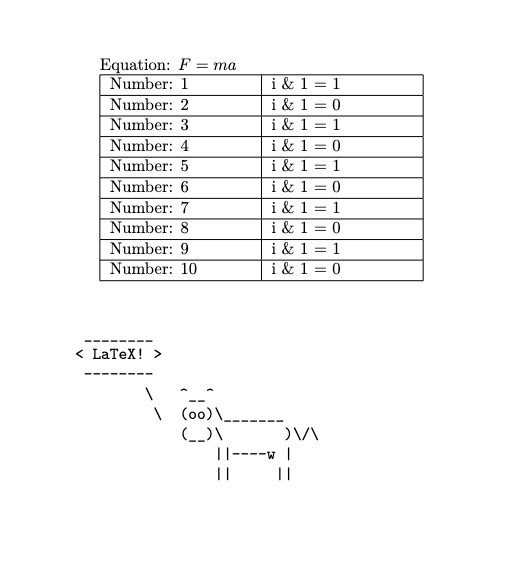 Equation: F = ma
Number: 1 i & 1 = 1
Number: 2 i & 1 = 0
Number: 3 i & 1 = 1
Number: 4 i & 1 = 0
Number: 5 i & 1 = 1
Number: 6 i & 1 = 0
Number: 7 i & 1 = 1
Number: 8 i & 1 = 0
Number: 9 i & 1 = 1
Number: 10 i & 1 = 0
 ________
< LaTeX! >
 --------
        \   ^__^
         \  (oo)\_______
            (__)\       )\/\
                ||----w |
                ||     ||